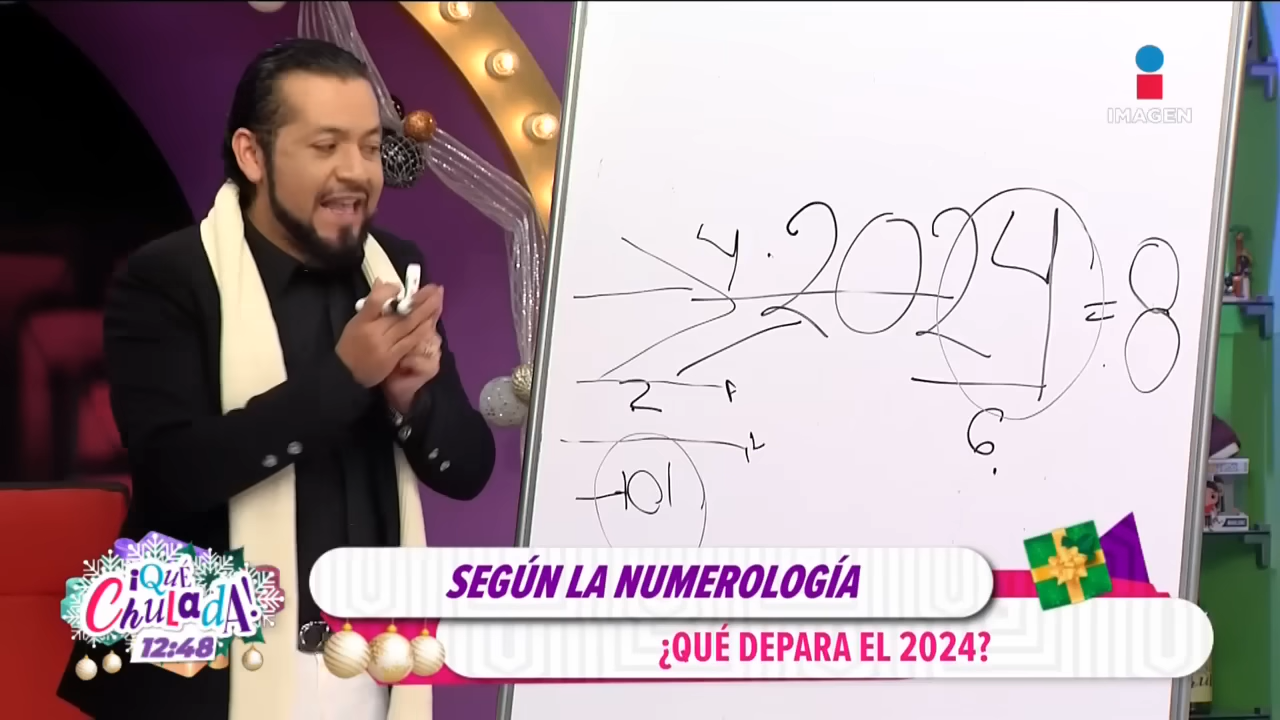 IMAGEN
4.2024=8
2
6.
101
¡QUÉ
CHULADA!
12:48
SEGÚN LA NUMEROLOGÍA
¿QUÉ DEPARA EL 2024?